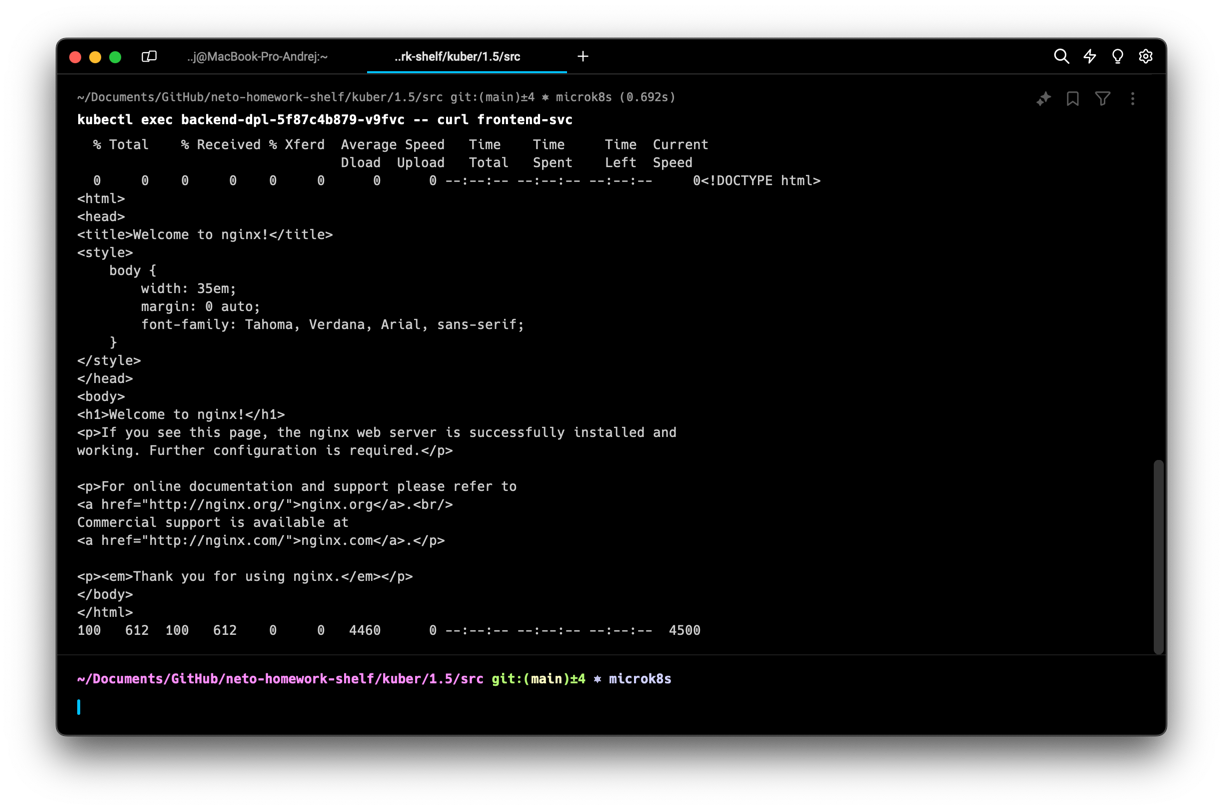 ..j@MacBook-Pro-Andrej:~ ..rk-shelf/kuber/1.5/src +
~/Documents/GitHub/neto-homework-shelf/kuber/1.5/src git:(main)±4 ⎈ microk8s (0.692s)
kubectl exec backend-dpl-5f87c4b879-v9fvc -- curl frontend-svc
  % Total    % Received % Xferd  Average Speed   Time    Time     Time  Current
                                 Dload  Upload   Total   Spent    Left  Speed
  0     0    0     0    0     0      0      0 --:--:-- --:--:-- --:--:--     0<!DOCTYPE html>
<html>
<head>
<title>Welcome to nginx!</title>
<style>
    body {
        width: 35em;
        margin: 0 auto;
        font-family: Tahoma, Verdana, Arial, sans-serif;
    }
</style>
</head>
<body>
<h1>Welcome to nginx!</h1>
<p>If you see this page, the nginx web server is successfully installed and
working. Further configuration is required.</p>

<p>For online documentation and support please refer to
<a href="http://nginx.org/">nginx.org</a>.<br/>
Commercial support is available at
<a href="http://nginx.com/">nginx.com</a>.</p>

<p><em>Thank you for using nginx.</em></p>
</body>
</html>
100   612  100   612    0     0   4460      0 --:--:-- --:--:-- --:--:--  4500
~/Documents/GitHub/neto-homework-shelf/kuber/1.5/src git:(main)±4 ⎈ microk8s